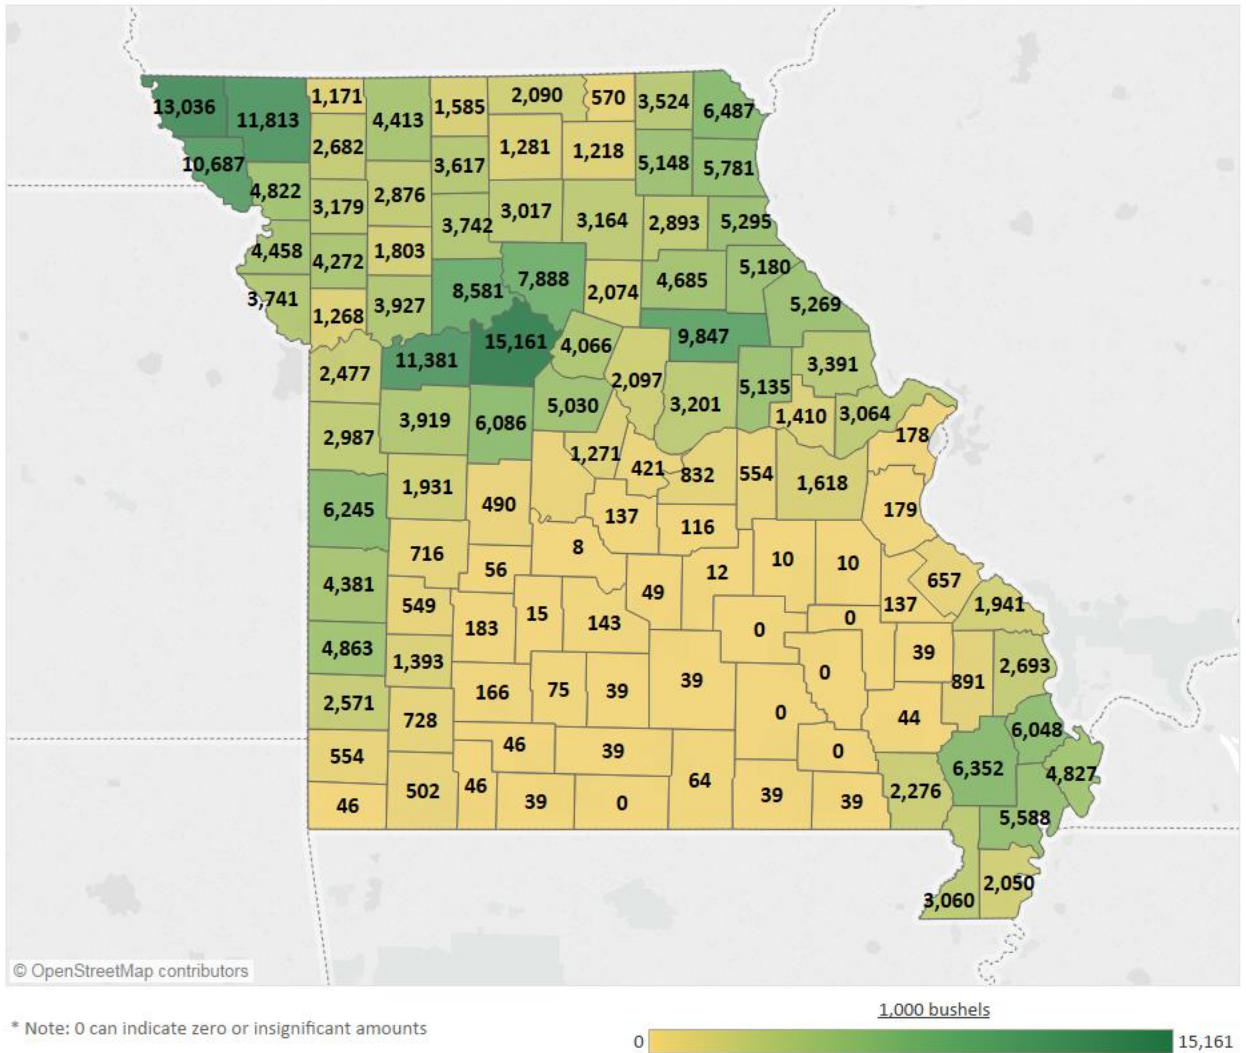 13,036 11,813 1,171 4,413 1,585 2,090 570 3,524 6,487
10,687 4,822 2,682 3,617 1,281 1,218 5,148 5,781
3,179 2,876 3,742 3,017 3,164 2,893 5,295
4,458 4,272 1,803 8,581 7,888 2,074 4,685 5,180
3,741 1,268 3,927 15,161 4,066 9,847 5,269
2,477 11,381 2,097 3,201 5,135 3,391
2,987 3,919 6,086 5,030 1,410 3,064 178
1,271 421 832 554 1,618
6,245 1,931 490 137 116 179
716 8 12 10 10
4,381 549 56 49 657
183 15 143 0 0 137 1,941
4,863 1,393 39 891 2,693
2,571 166 75 39 39 0
728 0 44 6,048
554 46 39 0 6,352 4,827
46 502 46 39 0 64 39 39 2,276 5,588
3,060 2,050
© OpenStreetMap contributors
* Note: 0 can indicate zero or insignificant amounts
1,000 bushels
0 15,161